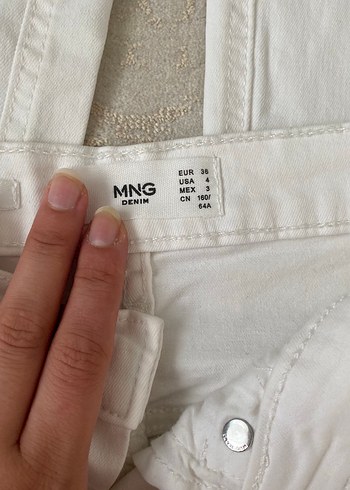 MNG
DENIM
EUR 36
USA 4
MEX 3
CN 160/
64A